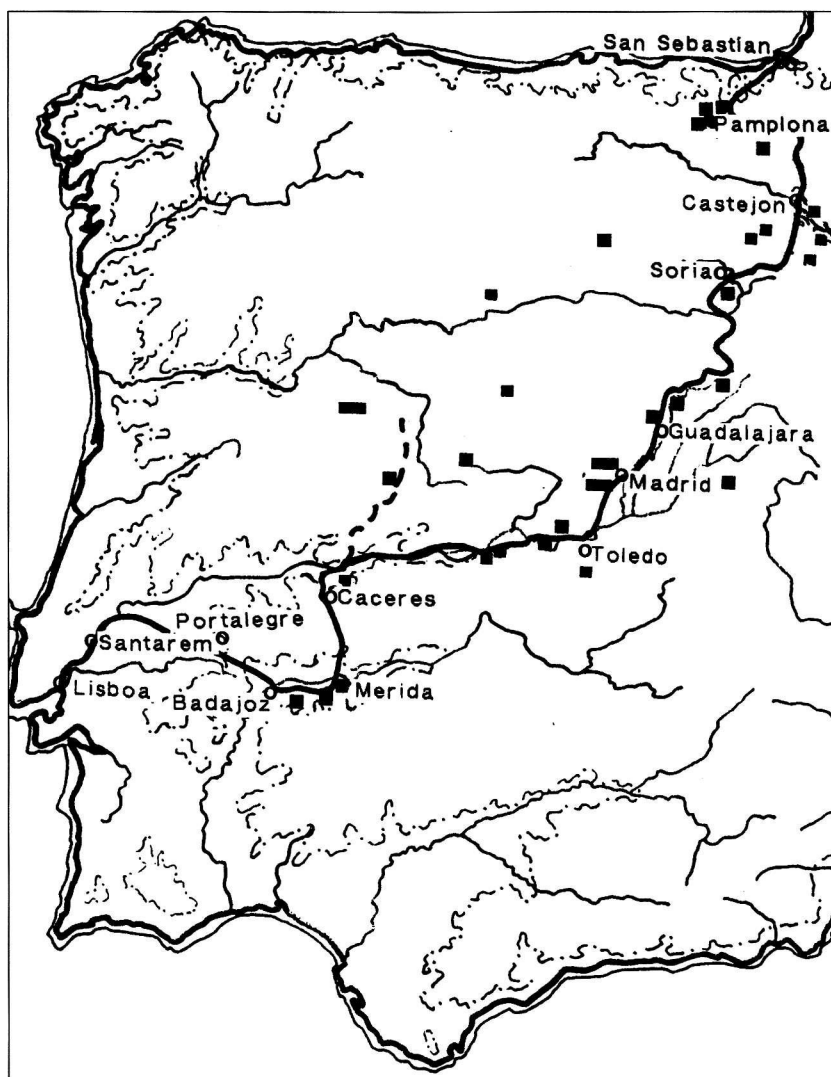 San Sebastian
Pamplona
Castejon
Soria
Guadalajara
Madrid
Toledo
Caceres
Portalegre
Santarem
Lisboa
Badajoz
Merida